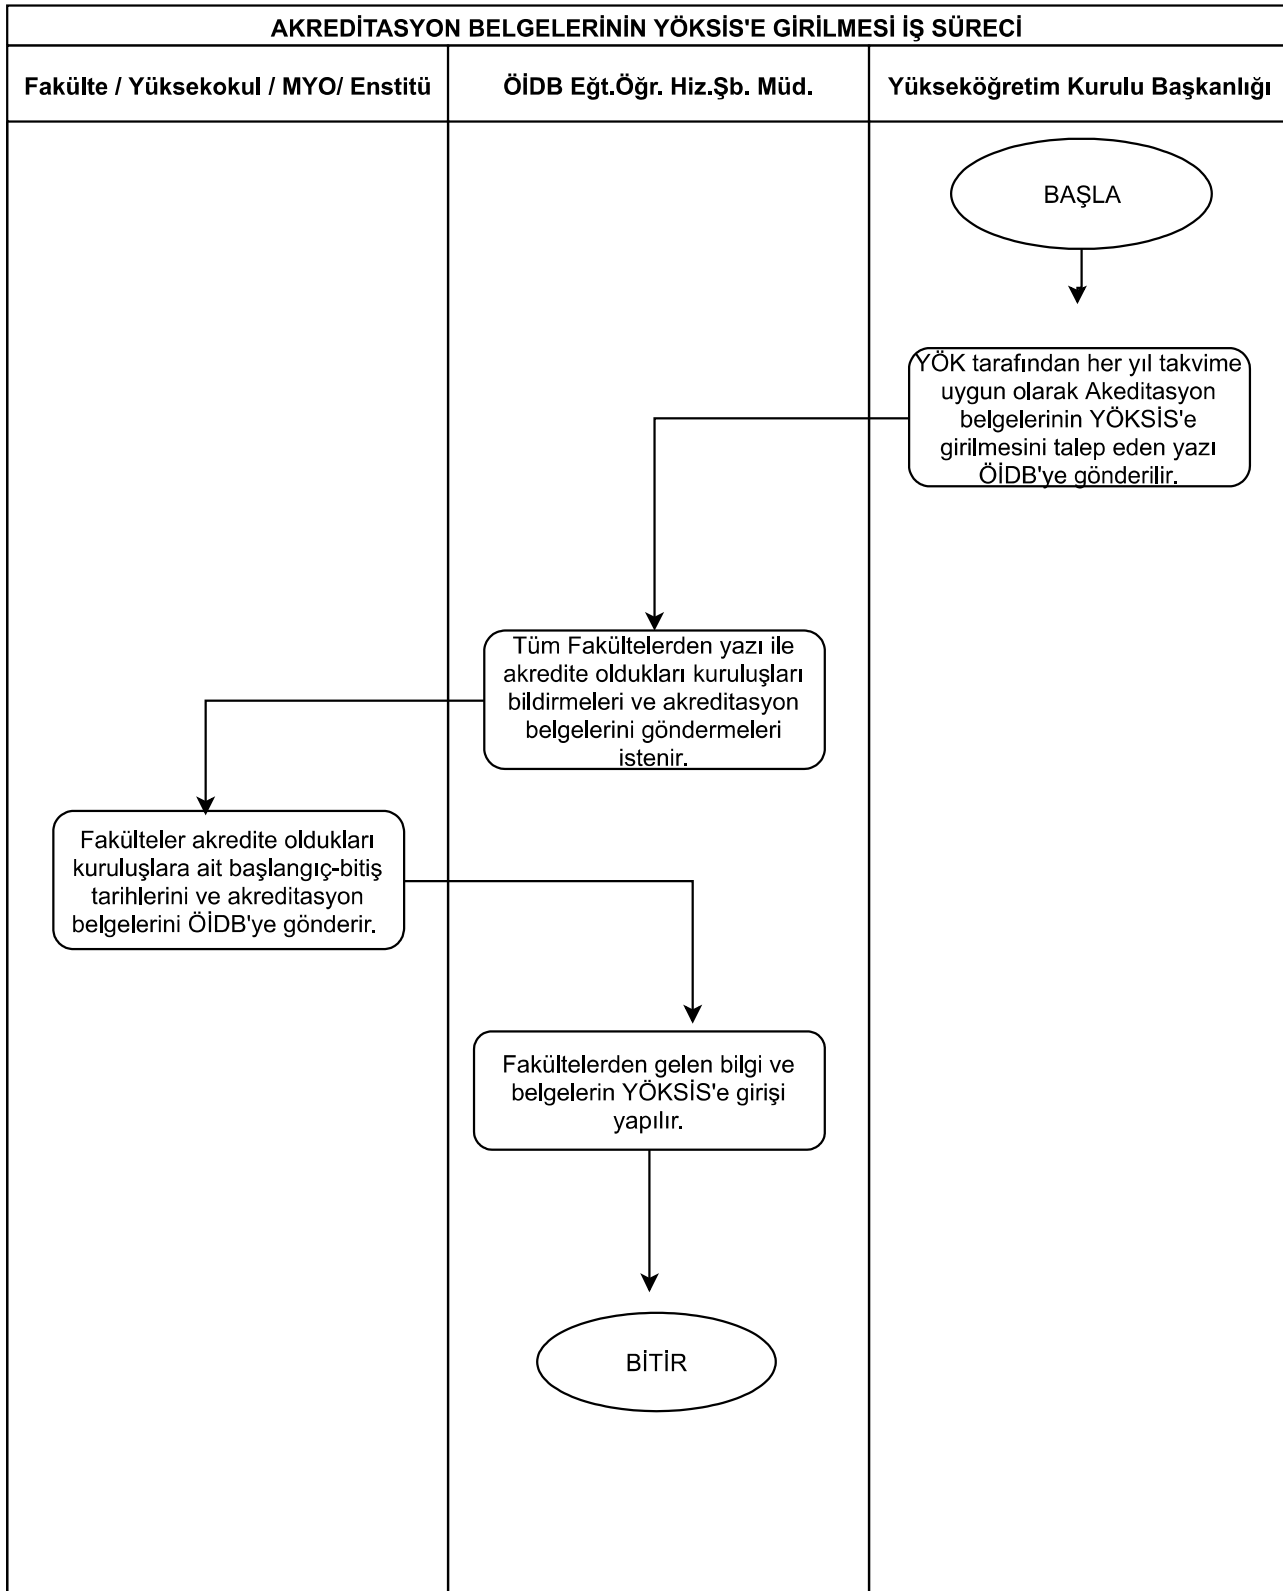 AKREDİTASYON BELGELERİNİN YÖKSİS'E GİRİLMESİ İŞ SÜRECİ
Fakülte / Yüksekokul / MYO/ Enstitü
ÖİDB Eğt.Öğr. Hiz.Şb. Müd.
Yükseköğretim Kurulu Başkanlığı
BAŞLA
YÖK tarafından her yıl takvime
uygun olarak Akeditasyon
belgelerinin YÖKSİS'e
girilmesini talep eden yazı
ÖİDB'ye gönderilir.
Tüm Fakültelerden yazı ile
akredite oldukları kuruluşları
bildirmeleri ve akreditasyon
belgelerini göndermeleri
istenir.
Fakülteler akredite oldukları
kuruluşlara ait başlangıç-bitiş
tarihlerini ve akreditasyon
belgelerini ÖİDB'ye gönderir.
Fakültelerden gelen bilgi ve
belgelerin YÖKSİS'e girişi
yapılır.
BİTİR